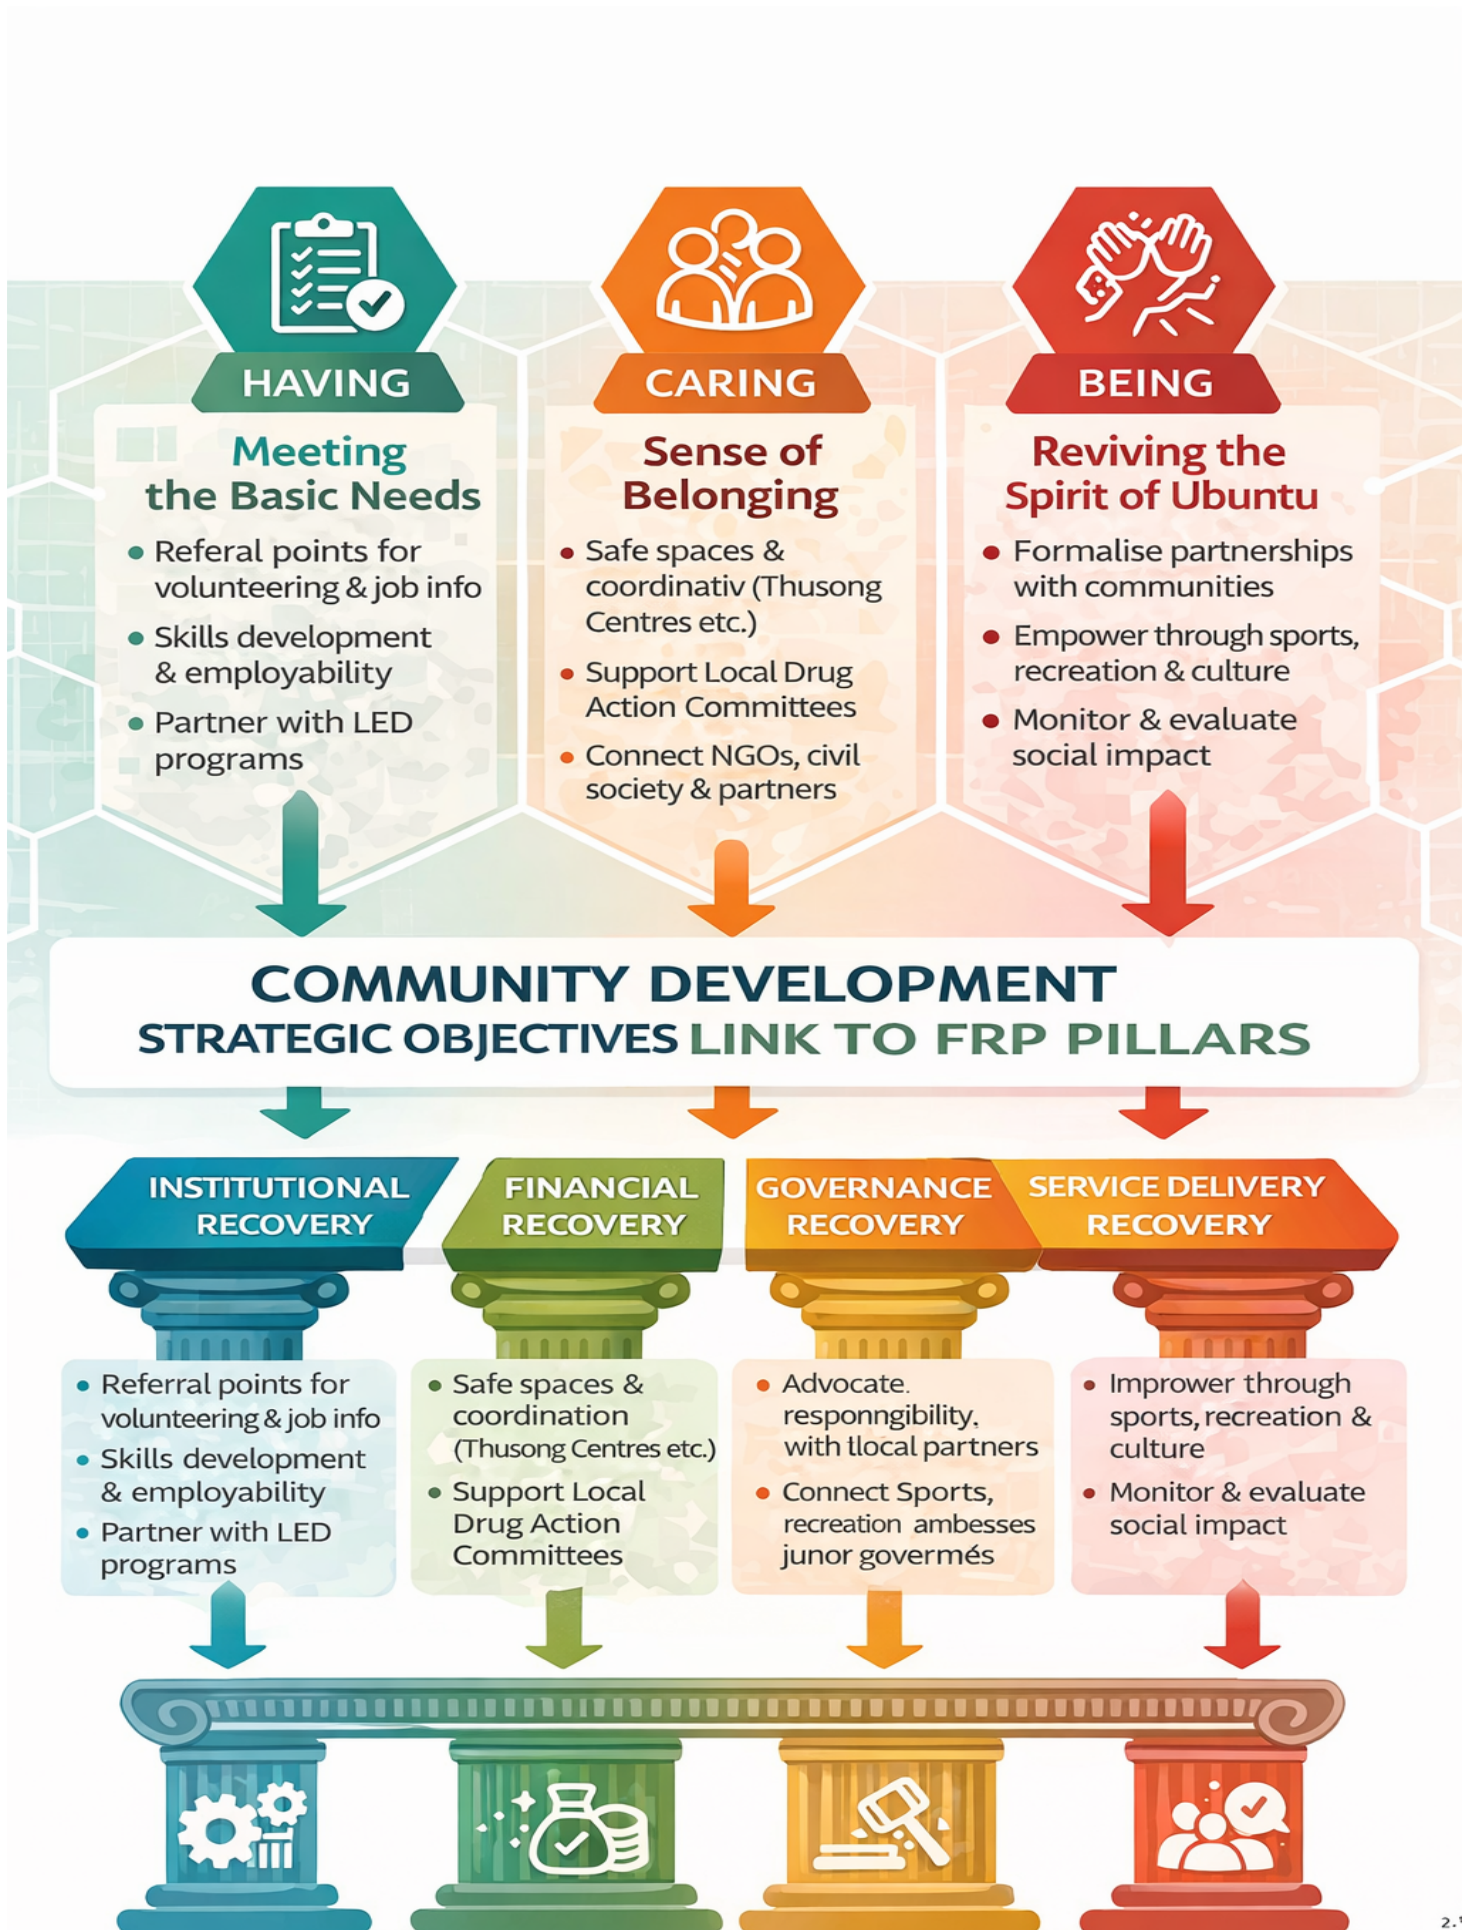 HAVING
Meeting
the Basic Needs
• Referal points for
volunteering & job info
• Skills development
& employability
• Partner with LED
programs
CARING
Sense of
Belonging
• Safe spaces &
coordinativ (Thusong
Centres etc.)
• Support Local Drug
Action Committees
• Connect NGOs, civil
society & partners
BEING
Reviving the
Spirit of Ubuntu
• Formalise partnerships
with communities
• Empower through sports,
recreation & culture
• Monitor & evaluate
social impact
COMMUNITY DEVELOPMENT
STRATEGIC OBJECTIVES LINK TO FRP PILLARS
INSTITUTIONAL
RECOVERY
• Referral points for
volunteering & job info
• Skills development
& employability
• Partner with LED
programs
FINANCIAL
RECOVERY
• Safe spaces &
coordination
(Thusong Centres etc.)
• Support Local
Drug Action
Committees
GOVERNANCE
RECOVERY
• Advocate.
responngibility,
with tlocal partners
• Connect Sports,
recreation ambesses
junor govermés
SERVICE DELIVERY
RECOVERY
• Imprower through
sports, recreation &
culture
• Monitor & evaluate
social impact